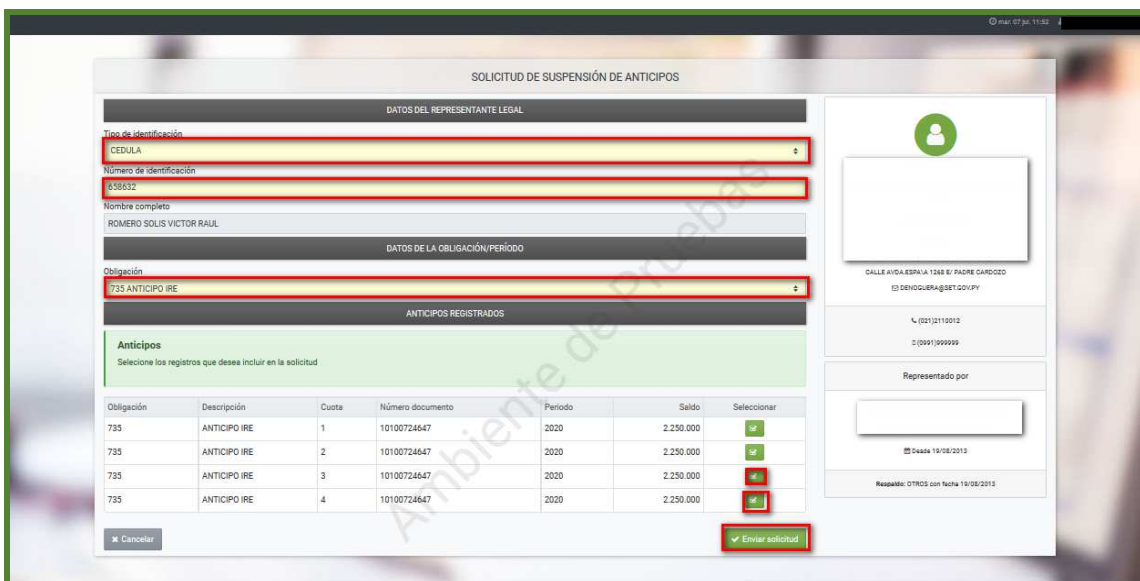 mar. 07 jul. 11:52
SOLICITUD DE SUSPENSIÓN DE ANTICIPOS
DATOS DEL REPRESENTANTE LEGAL
Tipo de identificación
CEDULA
Número de identificación
658632
Nombre completo
ROMERO SOLIS VICTOR RAUL
DATOS DE LA OBLIGACIÓN/PERÍODO
Obligación
735 ANTICIPO IRE
ANTICIPOS REGISTRADOS
Anticipos
Selecione los registros que desea incluir en la solicitud
Obligación Descripción Cuota Número documento Periodo Saldo Seleccionar
735 ANTICIPO IRE 1 10100724647 2020 2.250.000
735 ANTICIPO IRE 2 10100724647 2020 2.250.000
735 ANTICIPO IRE 3 10100724647 2020 2.250.000
735 ANTICIPO IRE 4 10100724647 2020 2.250.000
Cancelar
Enviar solicitud
CALLE AVDA.ESPA\A 1268 E/ PADRE CARDOZO
DENOGUERA@SET.GOV.PY
(021)2110012
(0991)999999
Representado por
Desde 19/08/2013
Respaldo: OTROS con fecha 19/08/2013
Ambiente de Pruebas